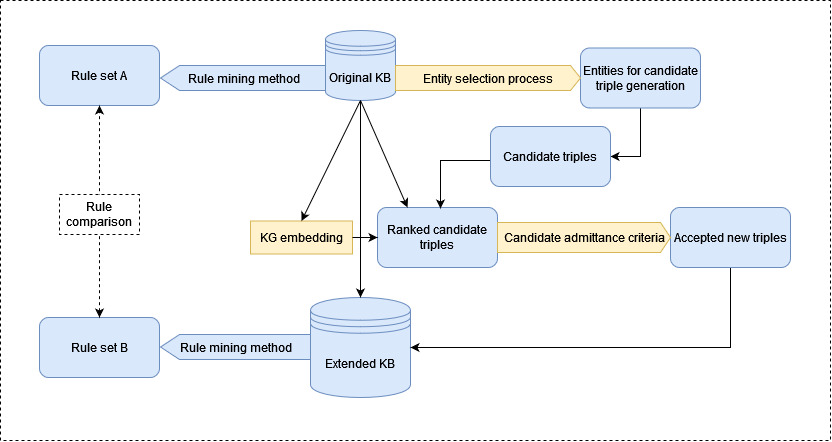 Rule set A
Rule mining method
Original KB
Entity selection process
Entities for candidate
triple generation
Candidate triples
Rule
comparison
KG embedding
Ranked candidate
triples
Candidate admittance criteria
Accepted new triples
Rule set B
Rule mining method
Extended KB